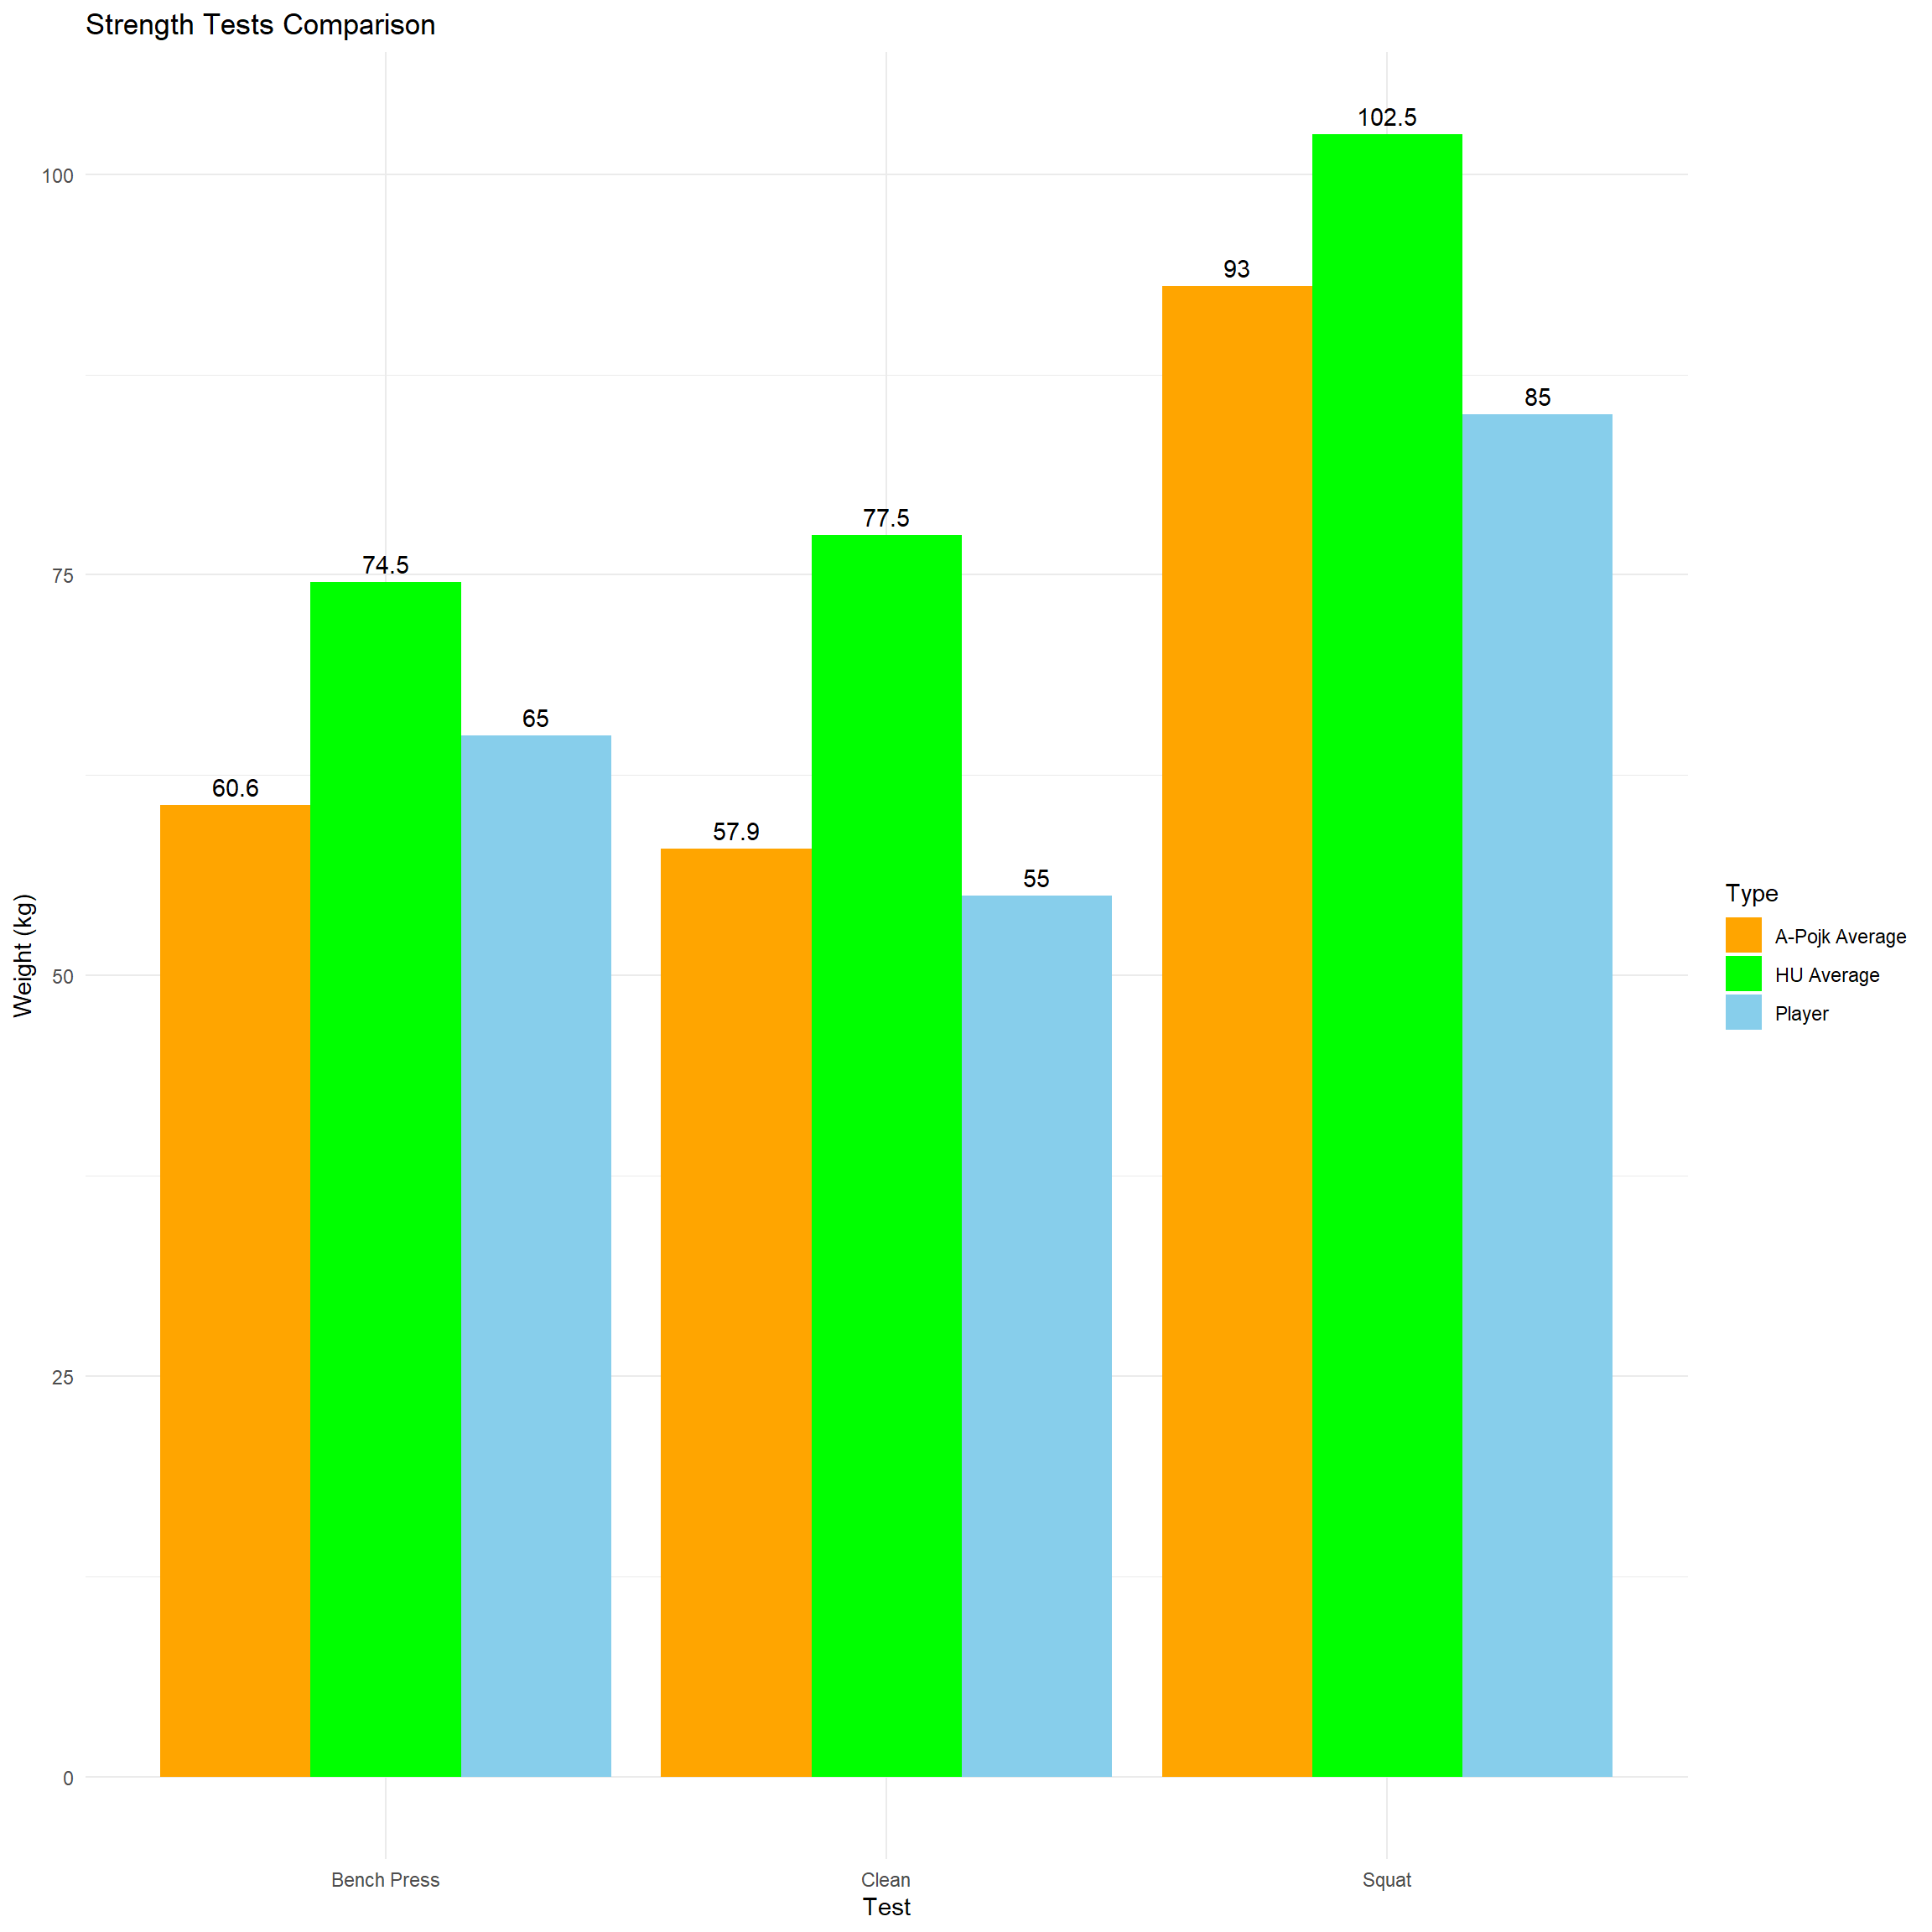 Strength Tests Comparison
102.5
100
93
85
77.5
75
74.5
65
60.6
57.9
55
50
25
0
Weight (kg)
Type
A-Pojk Average
HU Average
Player
Bench Press
Clean
Squat
Test